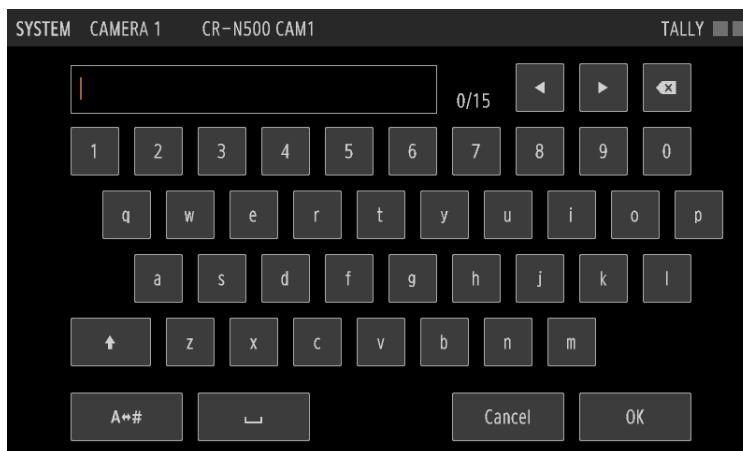 SYSTEM CAMERA 1 CR-N500 CAM1 TALLY
0/15
1 2 3 4 5 6 7 8 9 0
q w e r t y u i o p
a s d f g h j k l
z x c v b n m
A↔# Cancel OK